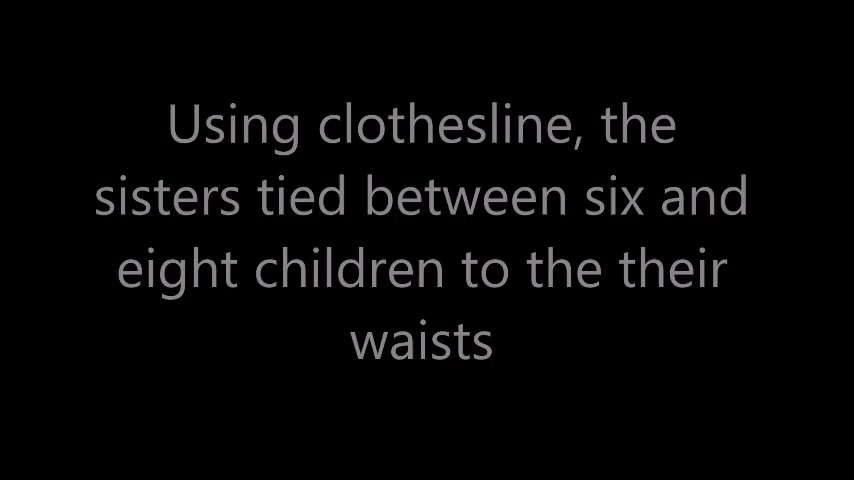 Using clothesline, the
sisters tied between six and
eight children to the their
waists